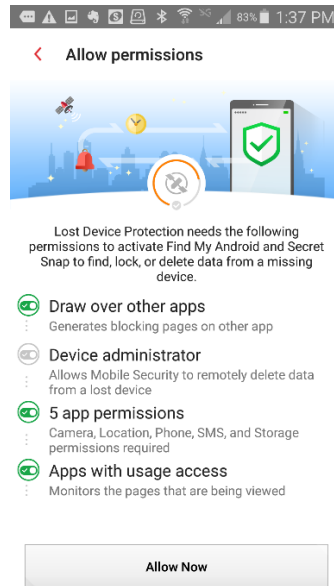 83% 1:37 PM
Allow permissions
Lost Device Protection needs the following
permissions to activate Find My Android and Secret
Snap to find, lock, or delete data from a missing
device.
Draw over other apps
Generates blocking pages on other app
Device administrator
Allows Mobile Security to remotely delete data
from a lost device
5 app permissions
Camera, Location, Phone, SMS, and Storage
permissions required
Apps with usage access
Monitors the pages that are being viewed
Allow Now